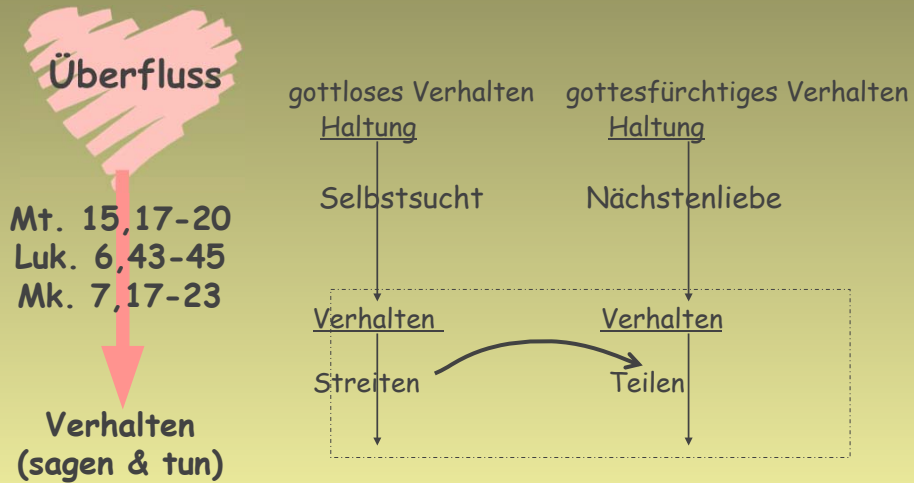 Überfluss
Mt. 15,17-20
Luk. 6,43-45
Mk. 7,17-23
Verhalten
(sagen & tun)
gottloses Verhalten
Haltung
Selbstsucht
Verhalten
Streiten
gottesfürchtiges Verhalten
Haltung
Nächstenliebe
Verhalten
Teilen